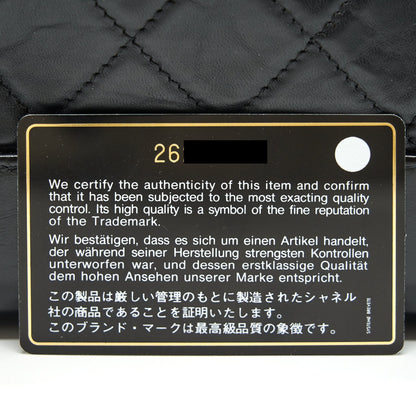 26
We certify the authenticity of this item and confirm
that it has been subjected to the most exacting quality
control. Its high quality is a symbol of the fine reputation
of the Trademark.
Wir bestätigen, dass es sich um einen Artikel handelt,
der während seiner Herstellung strengsten Kontrollen
unterworfen war, und dessen erstklassige Qualität
dem hohen Ansehen unserer Marke entspricht.
この製品は厳しい管理のもとに製造されたシャネル
社の商品であることを証明いたします。
このブランド・マークは最高級品質の象徴です。
SYSTEME BREVETE